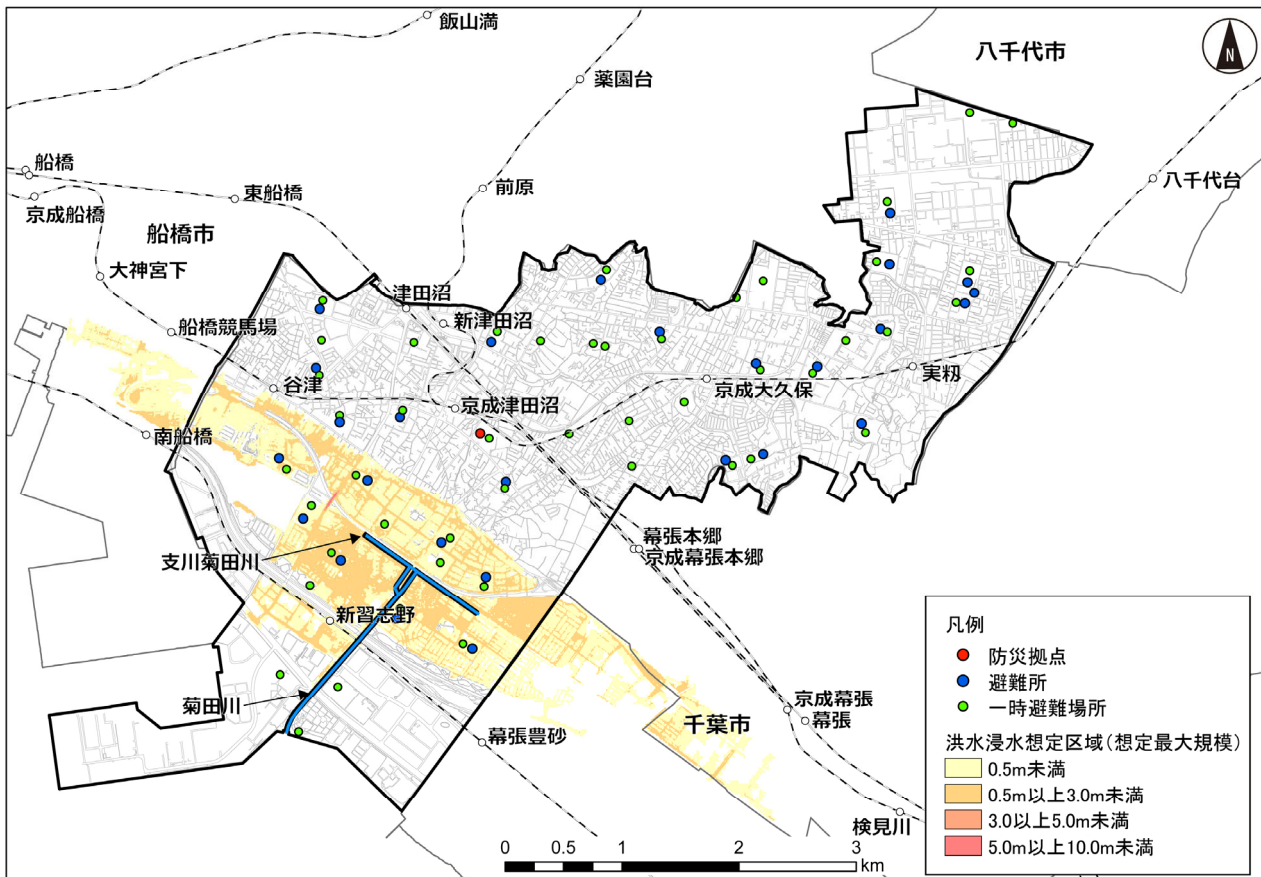 飯山満
八千代市
N
薬園台
船橋
東船橋
前原
八千代台
京成船橋
船橋市
大神宮下
津田沼
新津田沼
船橋競馬場
谷津
京成津田沼
京成大久保
実籾
南船橋
幕張本郷
京成幕張本郷
支川菊田川
新習志野
菊田川
幕張豊砂
千葉市
京成幕張
幕張
検見川
凡例
防災拠点
避難所
一時避難場所
洪水浸水想定区域(想定最大規模)
0.5m未満
0.5m以上3.0m未満
3.0以上5.0m未満
5.0m以上10.0m未満
0 0.5 1 2 3
km